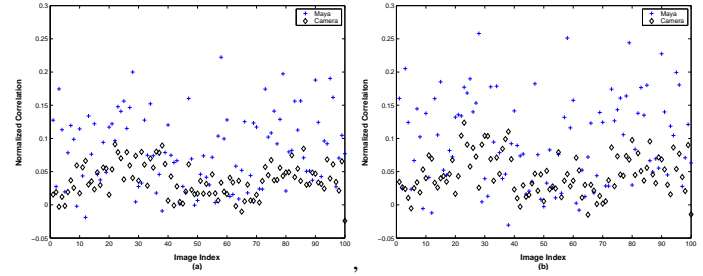 0.3
0.25
0.2
0.15
0.1
0.05
0
−0.05
Normalized Correlation
Maya
Camera
0 10 20 30 40 50 60 70 80 90 100
Image Index
(a)
0.3
0.25
0.2
0.15
0.1
0.05
0
−0.05
Normalized Correlation
Maya
Camera
0 10 20 30 40 50 60 70 80 90 100
Image Index
(b)
,